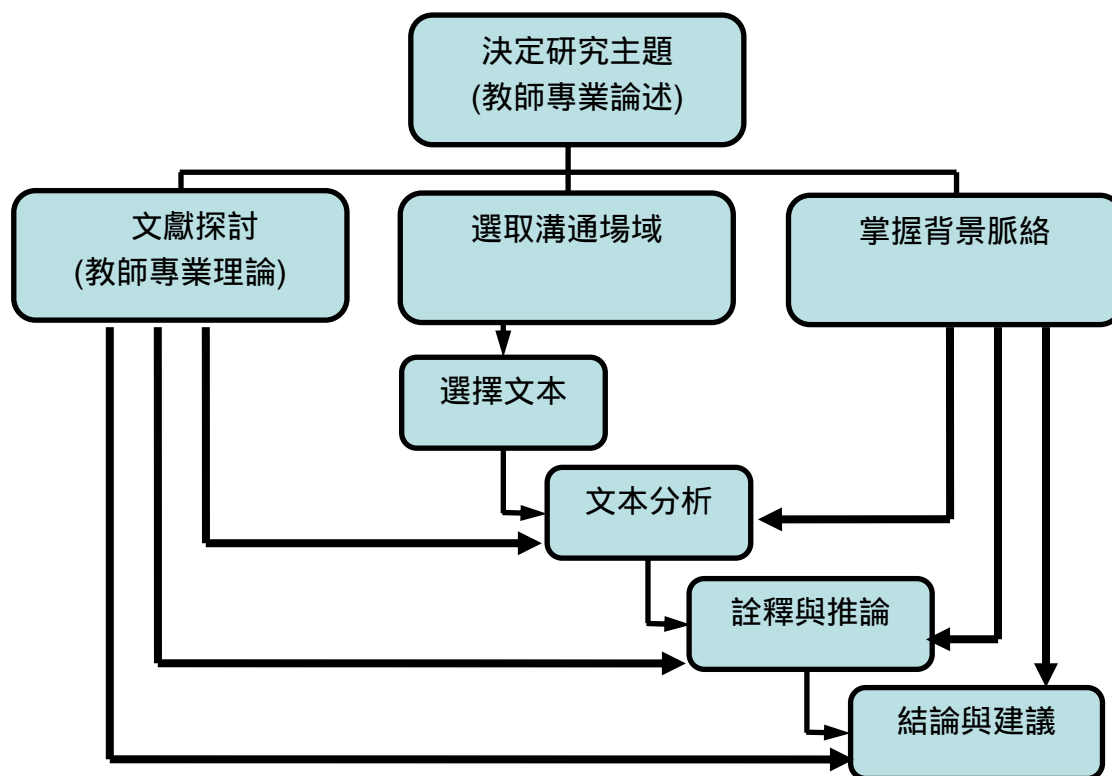 決定研究主題
(教師專業論述)
文獻探討
(教師專業理論)
選取溝通場域
掌握背景脈絡
選擇文本
文本分析
詮釋與推論
結論與建議